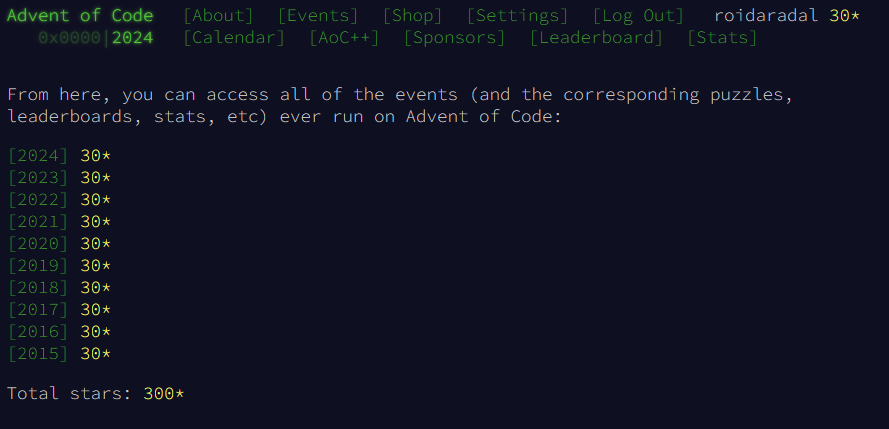 Advent of Code [About] [Events] [Shop] [Settings] [Log Out] roidaradal 30*
0x0000|2024 [Calendar] [AoC++] [Sponsors] [Leaderboard] [Stats]
From here, you can access all of the events (and the corresponding puzzles,
leaderboards, stats, etc) ever run on Advent of Code:
[2024] 30*
[2023] 30*
[2022] 30*
[2021] 30*
[2020] 30*
[2019] 30*
[2018] 30*
[2017] 30*
[2016] 30*
[2015] 30*
Total stars: 300*